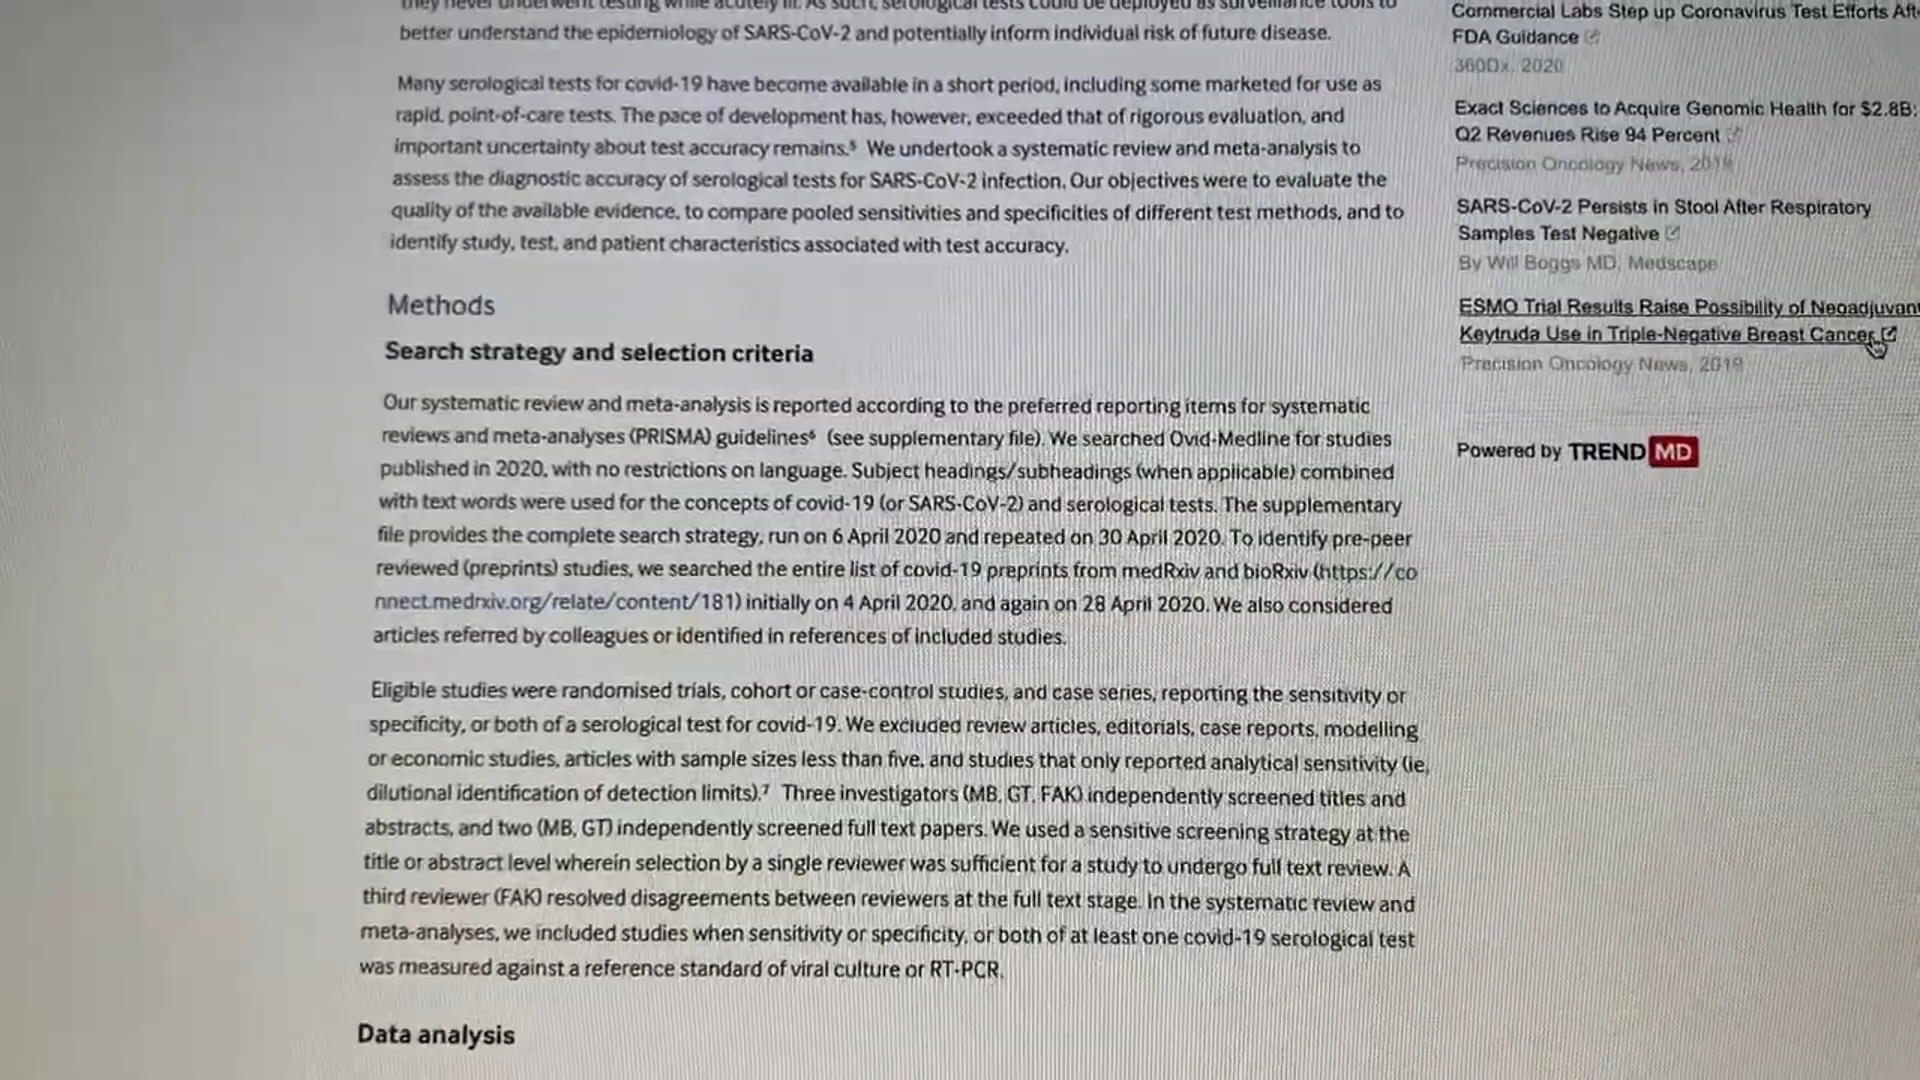 they never underwent testing while acutely ill. As such, serological tests could be deployed as surveillance tools to
better understand the epidemiology of SARS-CoV-2 and potentially inform individual risk of future disease.
Many serological tests for covid-19 have become available in a short period, including some marketed for use as
rapid, point-of-care tests. The pace of development has, however, exceeded that of rigorous evaluation, and
important uncertainty about test accuracy remains.⁵ We undertook a systematic review and meta-analysis to
assess the diagnostic accuracy of serological tests for SARS-CoV-2 infection. Our objectives were to evaluate the
quality of the available evidence, to compare pooled sensitivities and specificities of different test methods, and to
identify study, test, and patient characteristics associated with test accuracy.
Methods
Search strategy and selection criteria
Our systematic review and meta-analysis is reported according to the preferred reporting items for systematic
reviews and meta-analyses (PRISMA) guidelines⁶ (see supplementary file). We searched Ovid-Medline for studies
published in 2020, with no restrictions on language. Subject headings/subheadings (when applicable) combined
with text words were used for the concepts of covid-19 (or SARS-CoV-2) and serological tests. The supplementary
file provides the complete search strategy, run on 6 April 2020 and repeated on 30 April 2020. To identify pre-peer
reviewed (preprints) studies, we searched the entire list of covid-19 preprints from medRxiv and bioRxiv (https://co
nnect.medrxiv.org/relate/content/181) initially on 4 April 2020, and again on 28 April 2020. We also considered
articles referred by colleagues or identified in references of included studies.
Eligible studies were randomised trials, cohort or case-control studies, and case series, reporting the sensitivity or
specificity, or both of a serological test for covid-19. We excluded review articles, editorials, case reports, modelling
or economic studies, articles with sample sizes less than five, and studies that only reported analytical sensitivity (ie,
dilutional identification of detection limits).⁷ Three investigators (MB, GT, FAK) independently screened titles and
abstracts, and two (MB, GT) independently screened full text papers. We used a sensitive screening strategy at the
title or abstract level wherein selection by a single reviewer was sufficient for a study to undergo full text review. A
third reviewer (FAK) resolved disagreements between reviewers at the full text stage. In the systematic review and
meta-analyses, we included studies when sensitivity or specificity, or both of at least one covid-19 serological test
was measured against a reference standard of viral culture or RT-PCR.
Data analysis
Commercial Labs Step up Coronavirus Test Efforts Aft
FDA Guidance
360Dx, 2020
Exact Sciences to Acquire Genomic Health for $2.8B:
Q2 Revenues Rise 94 Percent
Precision Oncology News, 2019
SARS-CoV-2 Persists in Stool After Respiratory
Samples Test Negative
By Will Boggs MD, Medscape
ESMO Trial Results Raise Possibility of Neoadjuvant
Keytruda Use in Triple-Negative Breast Cancer
Precision Oncology News, 2019
Powered by TREND MD